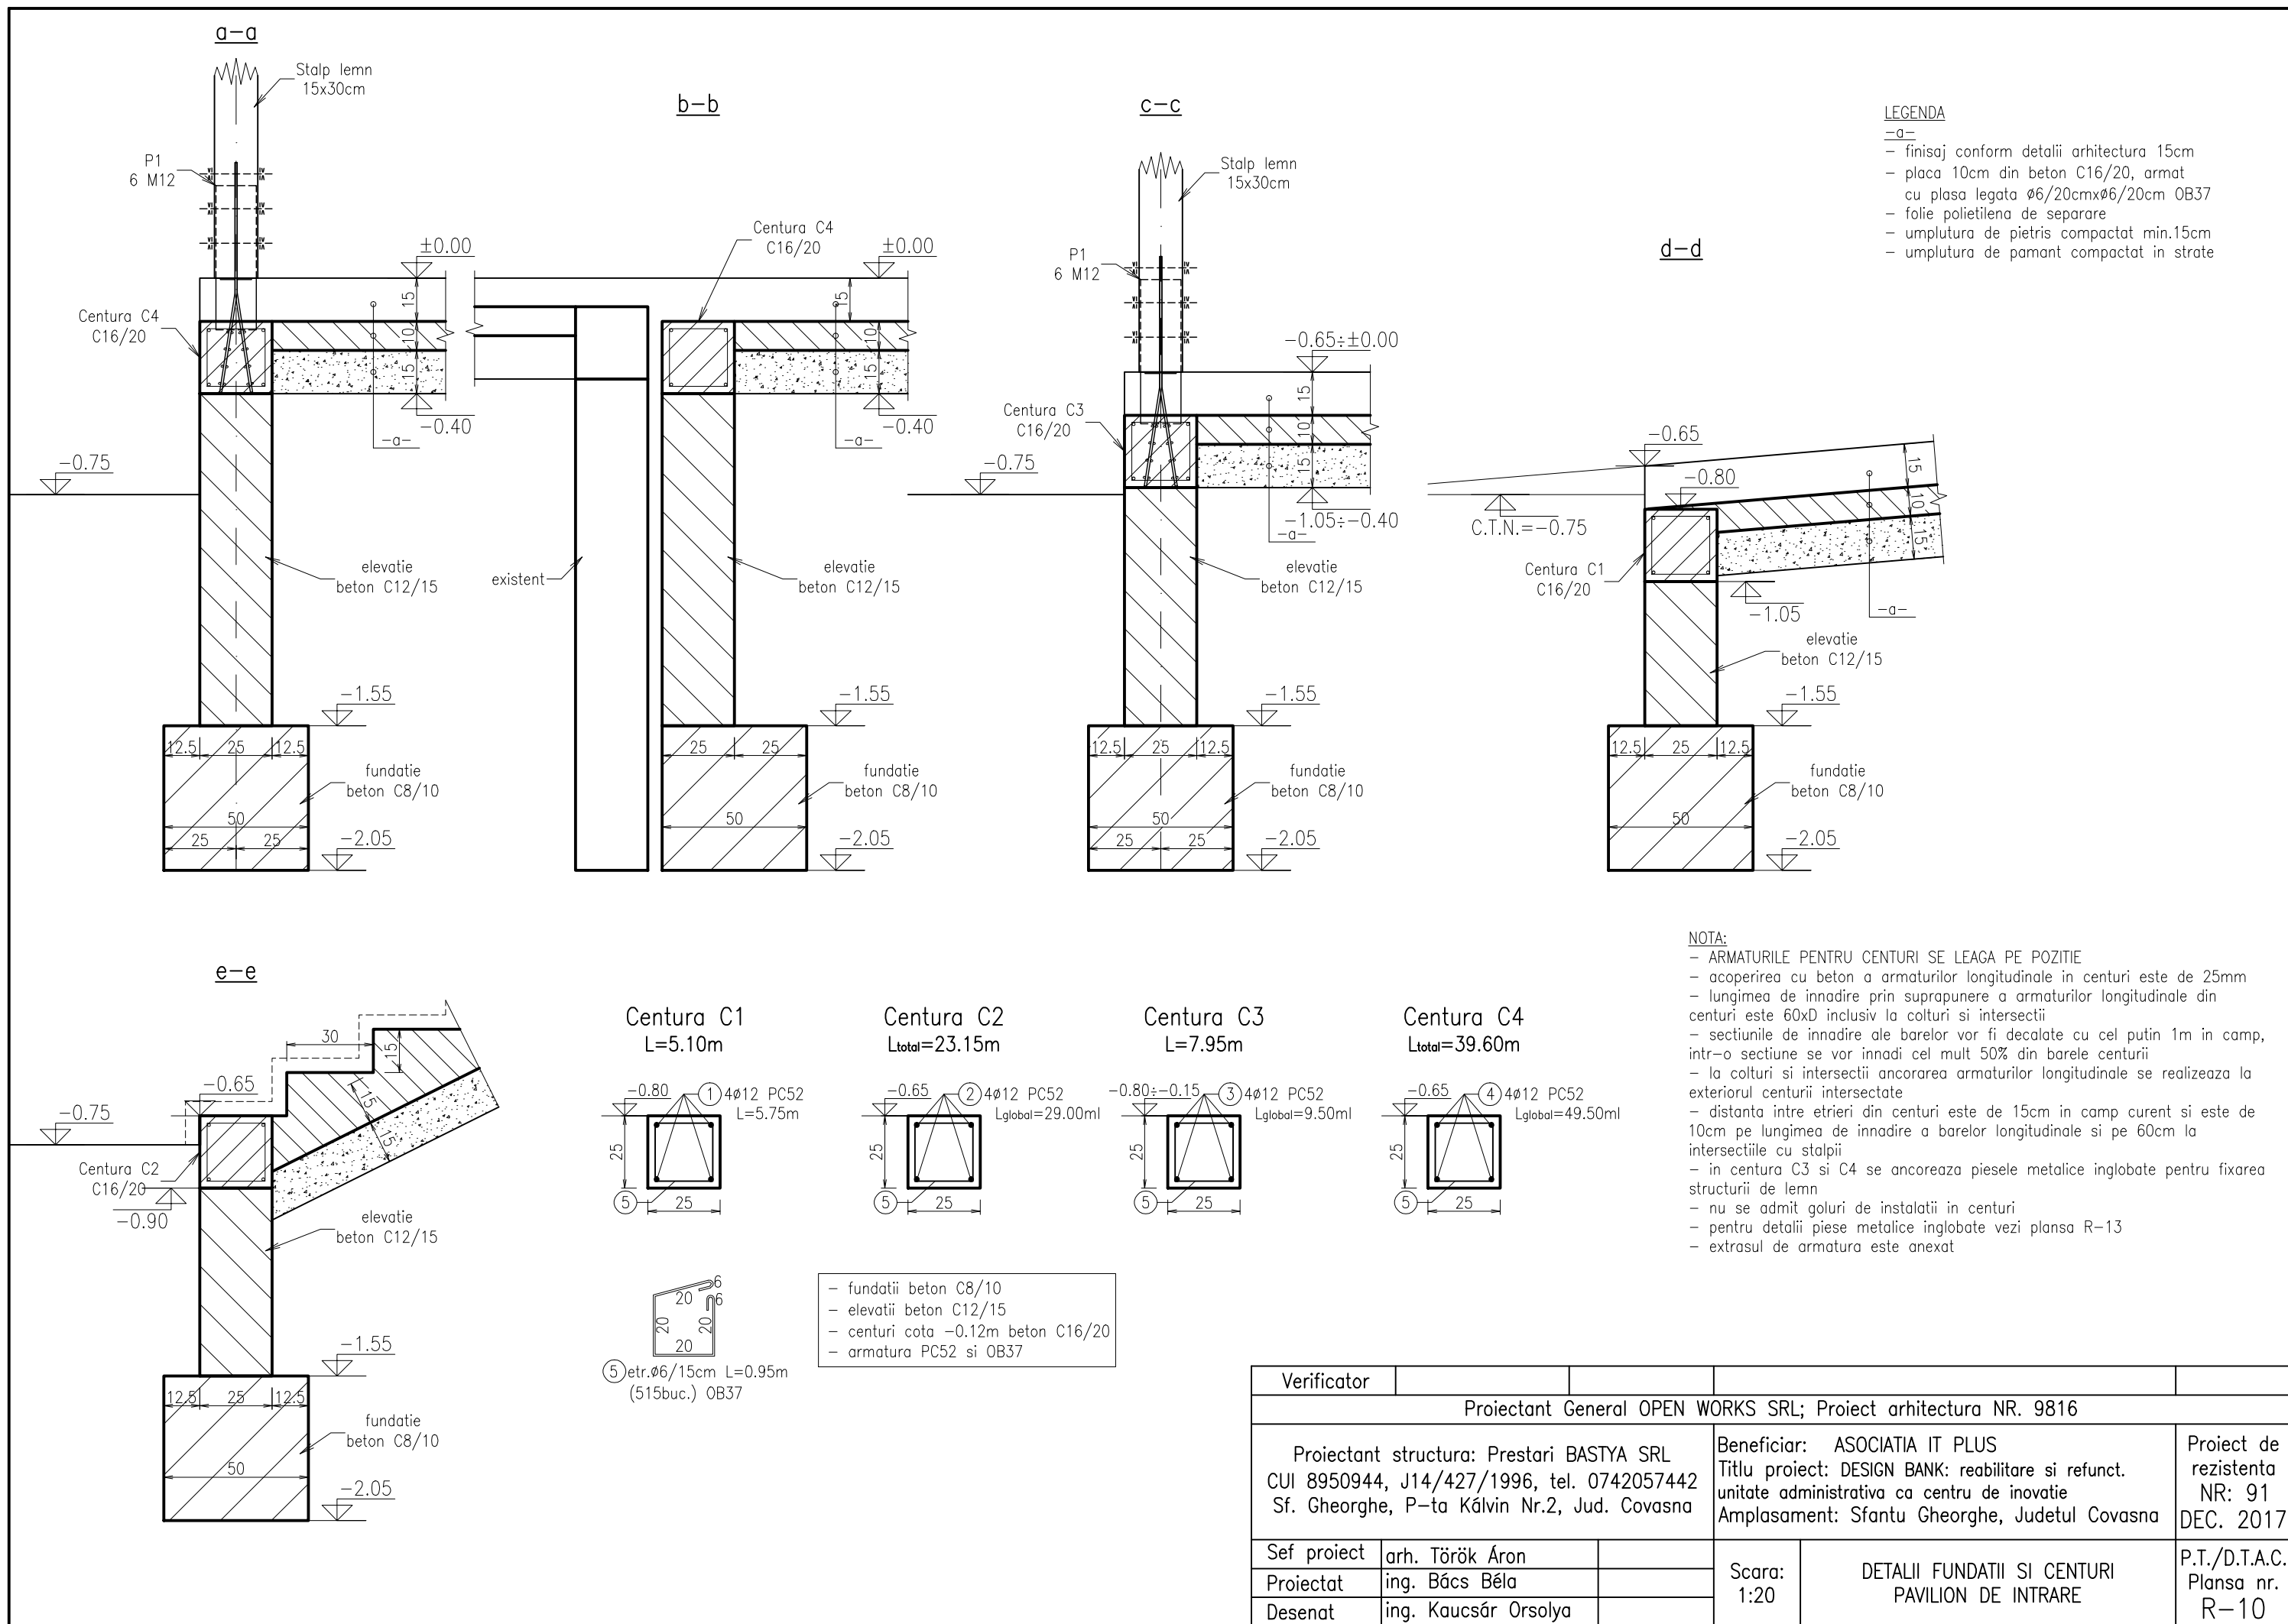 a-a
Stalp lemn
15x30cm
P1
6 M12
±0.00
Centura C4
C16/20
15
10
15
-0.40
-a-
-0.75
elevatie
beton C12/15
-1.55
12.5 25 12.5
fundatie
beton C8/10
50
25 25
-2.05
b-b
Centura C4
C16/20
±0.00
15
10
15
-0.40
-a-
existent
elevatie
beton C12/15
-1.55
25 25
fundatie
beton C8/10
50
-2.05
c-c
Stalp lemn
15x30cm
P1
6 M12
-0.65÷±0.00
Centura C3
C16/20
15
10
15
-0.75
-1.05÷-0.40
-a-
elevatie
beton C12/15
-1.55
12.5 25 12.5
fundatie
beton C8/10
50
25 25
-2.05
d-d
-0.65
-0.80
15
10
15
C.T.N.=-0.75
Centura C1
C16/20
-1.05
-a-
elevatie
beton C12/15
-1.55
12.5 25 12.5
fundatie
beton C8/10
50
-2.05
LEGENDA
-a-
- finisaj conform detalii arhitectura 15cm
- placa 10cm din beton C16/20, armat
cu plasa legata ø6/20cmxø6/20cm OB37
- folie polietilena de separare
- umplutura de pietris compactat min.15cm
- umplutura de pamant compactat in strate
e-e
30
15
-0.65
-0.75
15
15
Centura C2
C16/20
-0.90
elevatie
beton C12/15
-1.55
12.5 25 12.5
fundatie
beton C8/10
50
-2.05
Centura C1
L=5.10m
-0.80
1 4ø12 PC52
L=5.75m
25
5
25
Centura C2
Ltotal=23.15m
-0.65
2 4ø12 PC52
Lglobal=29.00ml
25
5
25
Centura C3
L=7.95m
-0.80÷-0.15
3 4ø12 PC52
Lglobal=9.50ml
25
5
25
Centura C4
Ltotal=39.60m
-0.65
4 4ø12 PC52
Lglobal=49.50ml
25
5
25
6
20 6
20 20
20
5 etr.ø6/15cm L=0.95m
(515buc.) OB37
- fundatii beton C8/10
- elevatii beton C12/15
- centuri cota -0.12m beton C16/20
- armatura PC52 si OB37
NOTA:
- ARMATURILE PENTRU CENTURI SE LEAGA PE POZITIE
- acoperirea cu beton a armaturilor longitudinale in centuri este de 25mm
- lungimea de innadire prin suprapunere a armaturilor longitudinale din
centuri este 60xD inclusiv la colturi si intersectii
- sectiunile de innadire ale barelor vor fi decalate cu cel putin 1m in camp,
intr-o sectiune se vor innadi cel mult 50% din barele centurii
- la colturi si intersectii ancorarea armaturilor longitudinale se realizeaza la
exteriorul centurii intersectate
- distanta intre etrieri din centuri este de 15cm in camp curent si este de
10cm pe lungimea de innadire a barelor longitudinale si pe 60cm la
intersectiile cu stalpii
- in centura C3 si C4 se ancoreaza piesele metalice inglobate pentru fixarea
structurii de lemn
- nu se admit goluri de instalatii in centuri
- pentru detalii piese metalice inglobate vezi plansa R-13
- extrasul de armatura este anexat
Verificator
Proiectant General OPEN WORKS SRL; Proiect arhitectura NR. 9816
Proiectant structura: Prestari BASTYA SRL
CUI 8950944, J14/427/1996, tel. 0742057442
Sf. Gheorghe, P-ta Kálvin Nr.2, Jud. Covasna
Beneficiar: ASOCIATIA IT PLUS
Titlu proiect: DESIGN BANK: reabilitare si refunct.
unitate administrativa ca centru de inovatie
Amplasament: Sfantu Gheorghe, Judetul Covasna
Proiect de
rezistenta
NR: 91
DEC. 2017
Sef proiect arh. Török Áron
Proiectat ing. Bács Béla
Desenat ing. Kaucsár Orsolya
Scara:
1:20
DETALII FUNDATII SI CENTURI
PAVILION DE INTRARE
P.T./D.T.A.C.
Plansa nr.
R-10